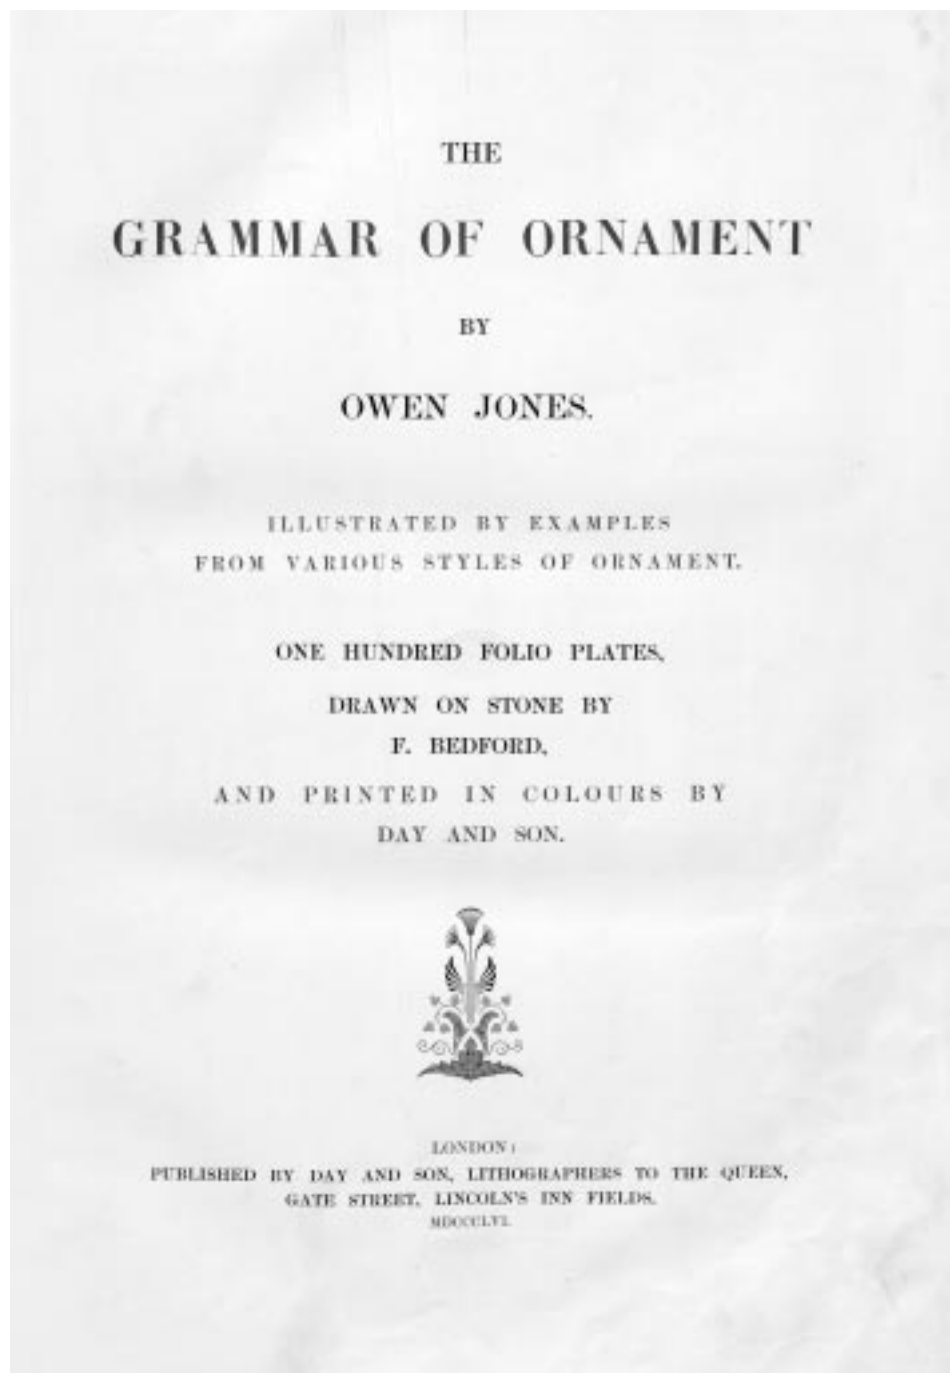 THE
GRAMMAR OF ORNAMENT
BY
OWEN JONES.
ILLUSTRATED BY EXAMPLES
FROM VARIOUS STYLES OF ORNAMENT.
ONE HUNDRED FOLIO PLATES,
DRAWN ON STONE BY
F. BEDFORD,
AND PRINTED IN COLOURS BY
DAY AND SON.
LONDON:
PUBLISHED BY DAY AND SON, LITHOGRAPHERS TO THE QUEEN,
GATE STREET, LINCOLN'S INN FIELDS.
MDCCCLVI.